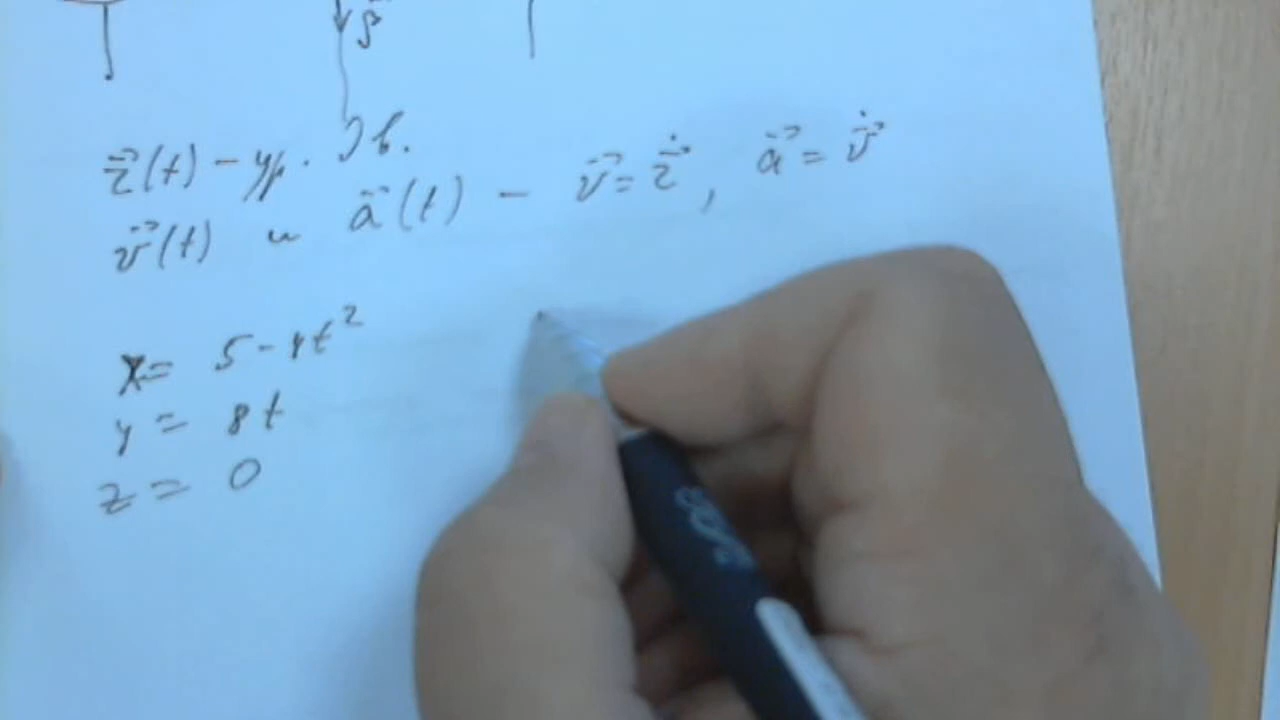 ρ⃗
r⃗(t) – ур. дв.
v⃗(t) и a⃗(t) – v⃗ = ṙ⃗, a⃗ = v̇⃗
x = 5 - 4t²
y = 8t
z = 0